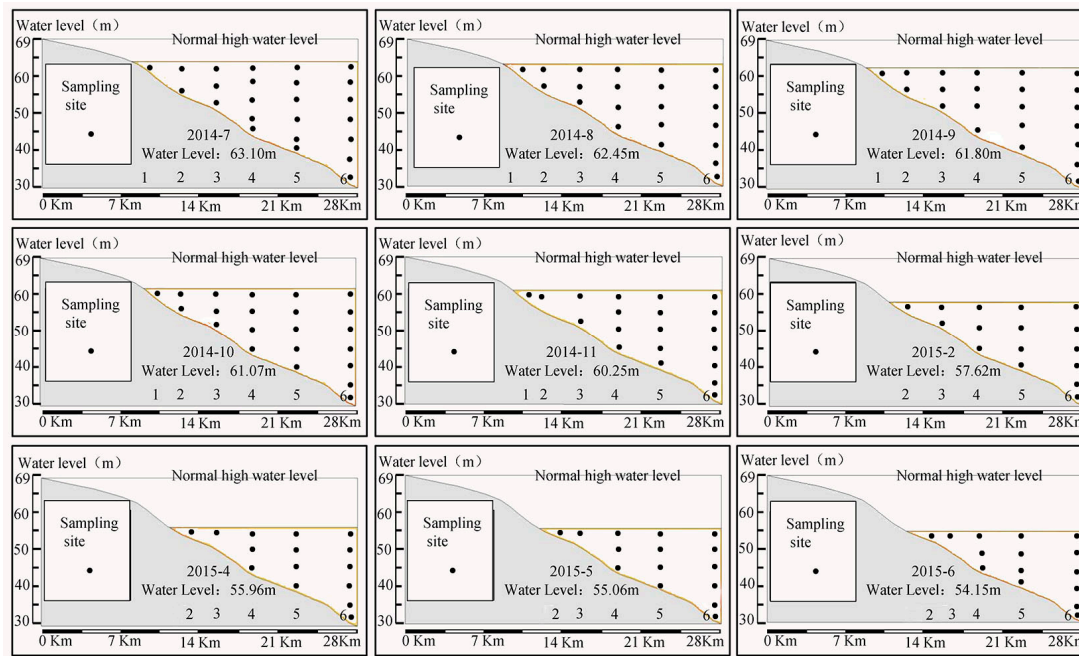 Water level（m）
Normal high water level
69
60
50
40
30
Sampling
site
2014-7
Water Level：63.10m
1 2 3 4 5 6
0 Km 7 Km 14 Km 21 Km 28Km
Water level（m）
Normal high water level
69
60
50
40
30
Sampling
site
2014-8
Water Level：62.45m
1 2 3 4 5 6
0 Km 7 Km 14 Km 21 Km 28Km
Water level（m）
Normal high water level
69
60
50
40
30
Sampling
site
2014-9
Water Level：61.80m
1 2 3 4 5 6
0 Km 7 Km 14 Km 21 Km 28Km
Water level（m）
Normal high water level
69
60
50
40
30
Sampling
site
2014-10
Water Level：61.07m
1 2 3 4 5 6
0 Km 7 Km 14 Km 21 Km 28Km
Water level（m）
Normal high water level
69
60
50
40
30
Sampling
site
2014-11
Water Level：60.25m
1 2 3 4 5 6
0 Km 7 Km 14 Km 21 Km 28Km
Water level（m）
Normal high water level
69
60
50
40
30
Sampling
site
2015-2
Water Level：57.62m
2 3 4 5 6
0 Km 7 Km 14 Km 21 Km 28Km
Water level（m）
Normal high water level
69
60
50
40
30
Sampling
site
2015-4
Water Level：55.96m
2 3 4 5 6
0 Km 7 Km 14 Km 21 Km 28Km
Water level（m）
Normal high water level
69
60
50
40
30
Sampling
site
2015-5
Water Level：55.06m
2 3 4 5 6
0 Km 7 Km 14 Km 21 Km 28Km
Water level（m）
Normal high water level
69
60
50
40
30
Sampling
site
2015-6
Water Level：54.15m
2 3 4 5 6
0 Km 7 Km 14 Km 21 Km 28Km